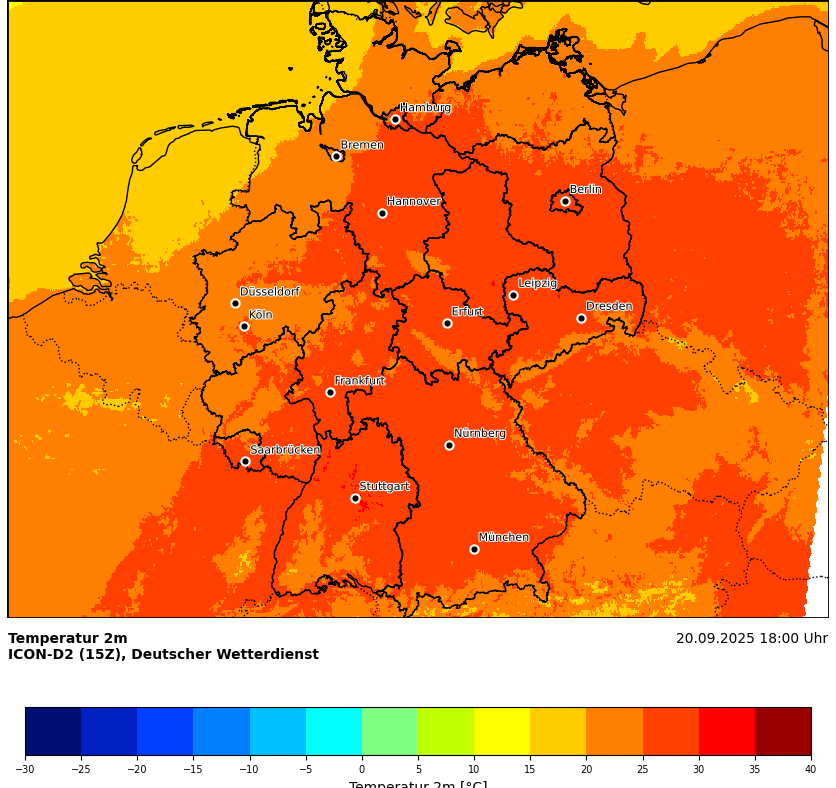 Hamburg
Bremen
Berlin
Hannover
Leipzig
Düsseldorf
Dresden
Köln
Erfurt
Frankfurt
Nürnberg
Saarbrücken
Stuttgart
München
Temperatur 2m
20.09.2025 18:00 Uhr
ICON-D2 (15Z), Deutscher Wetterdienst
−30 −25 −20 −15 −10 −5 0 5 10 15 20 25 30 35 40
Temperatur 2m [°C]